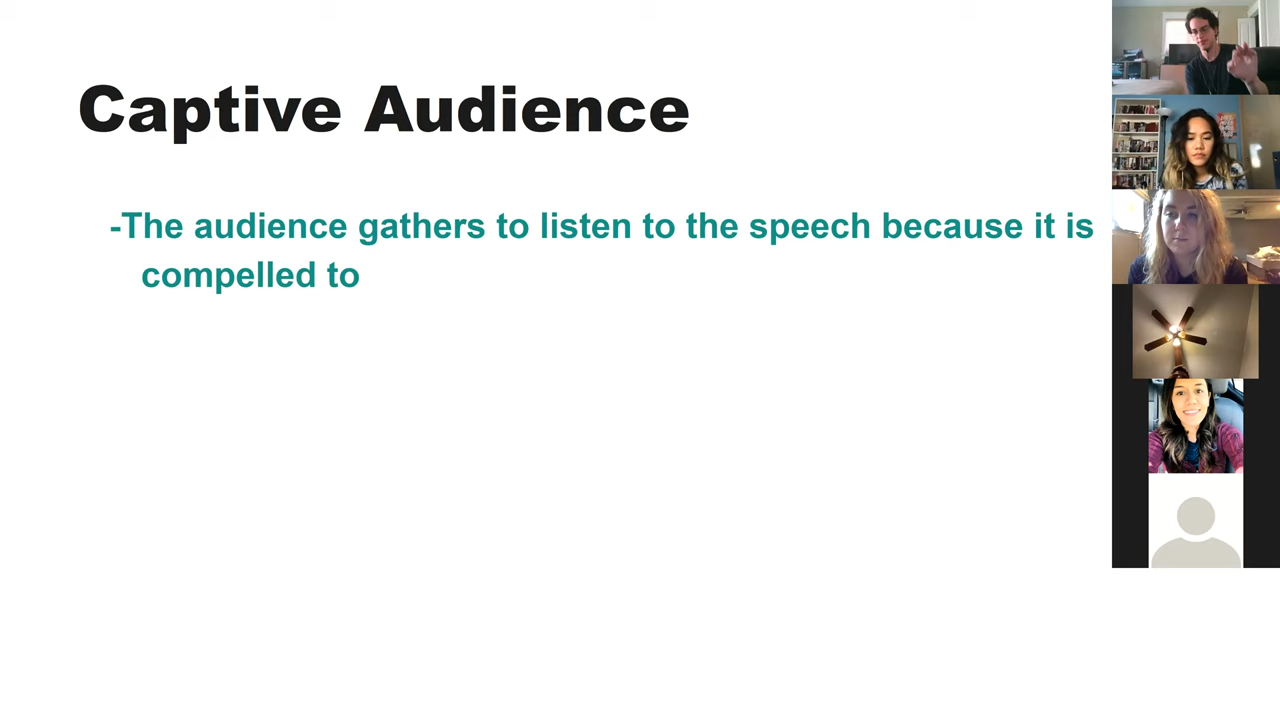 Captive Audience
-The audience gathers to listen to the speech because it is
compelled to